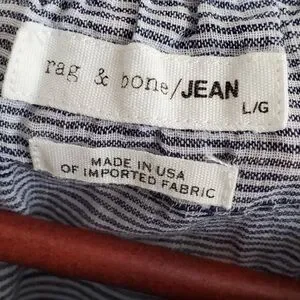 rag & bone/JEAN
L/G
MADE IN USA
OF IMPORTED FABRIC